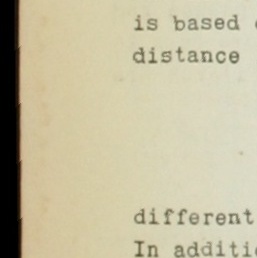 is based
distance
different
In additi